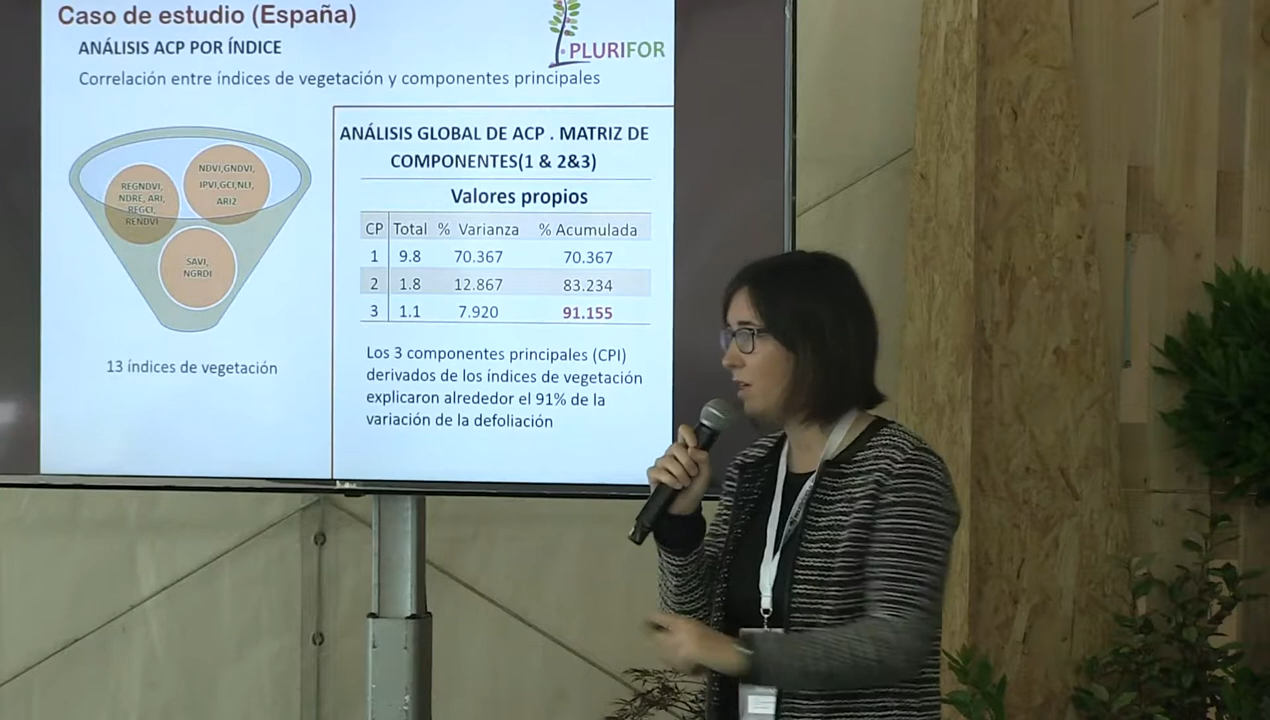 Caso de estudio (España)
PLURIFOR
ANÁLISIS ACP POR ÍNDICE
Correlación entre índices de vegetación y componentes principales
REGNDVI,
NDRE, ARI,
REGCI,
RENDVI
NDVI,GNDVI,
IPVI,GCI,NLI,
ARI2
SAVI,
NGRDI
13 índices de vegetación
ANÁLISIS GLOBAL DE ACP . MATRIZ DE
COMPONENTES(1 & 2&3)
Valores propios
CP Total % Varianza % Acumulada
1 9.8 70.367 70.367
2 1.8 12.867 83.234
3 1.1 7.920 91.155
Los 3 componentes principales (CPI)
derivados de los índices de vegetación
explicaron alrededor el 91% de la
variación de la defoliación